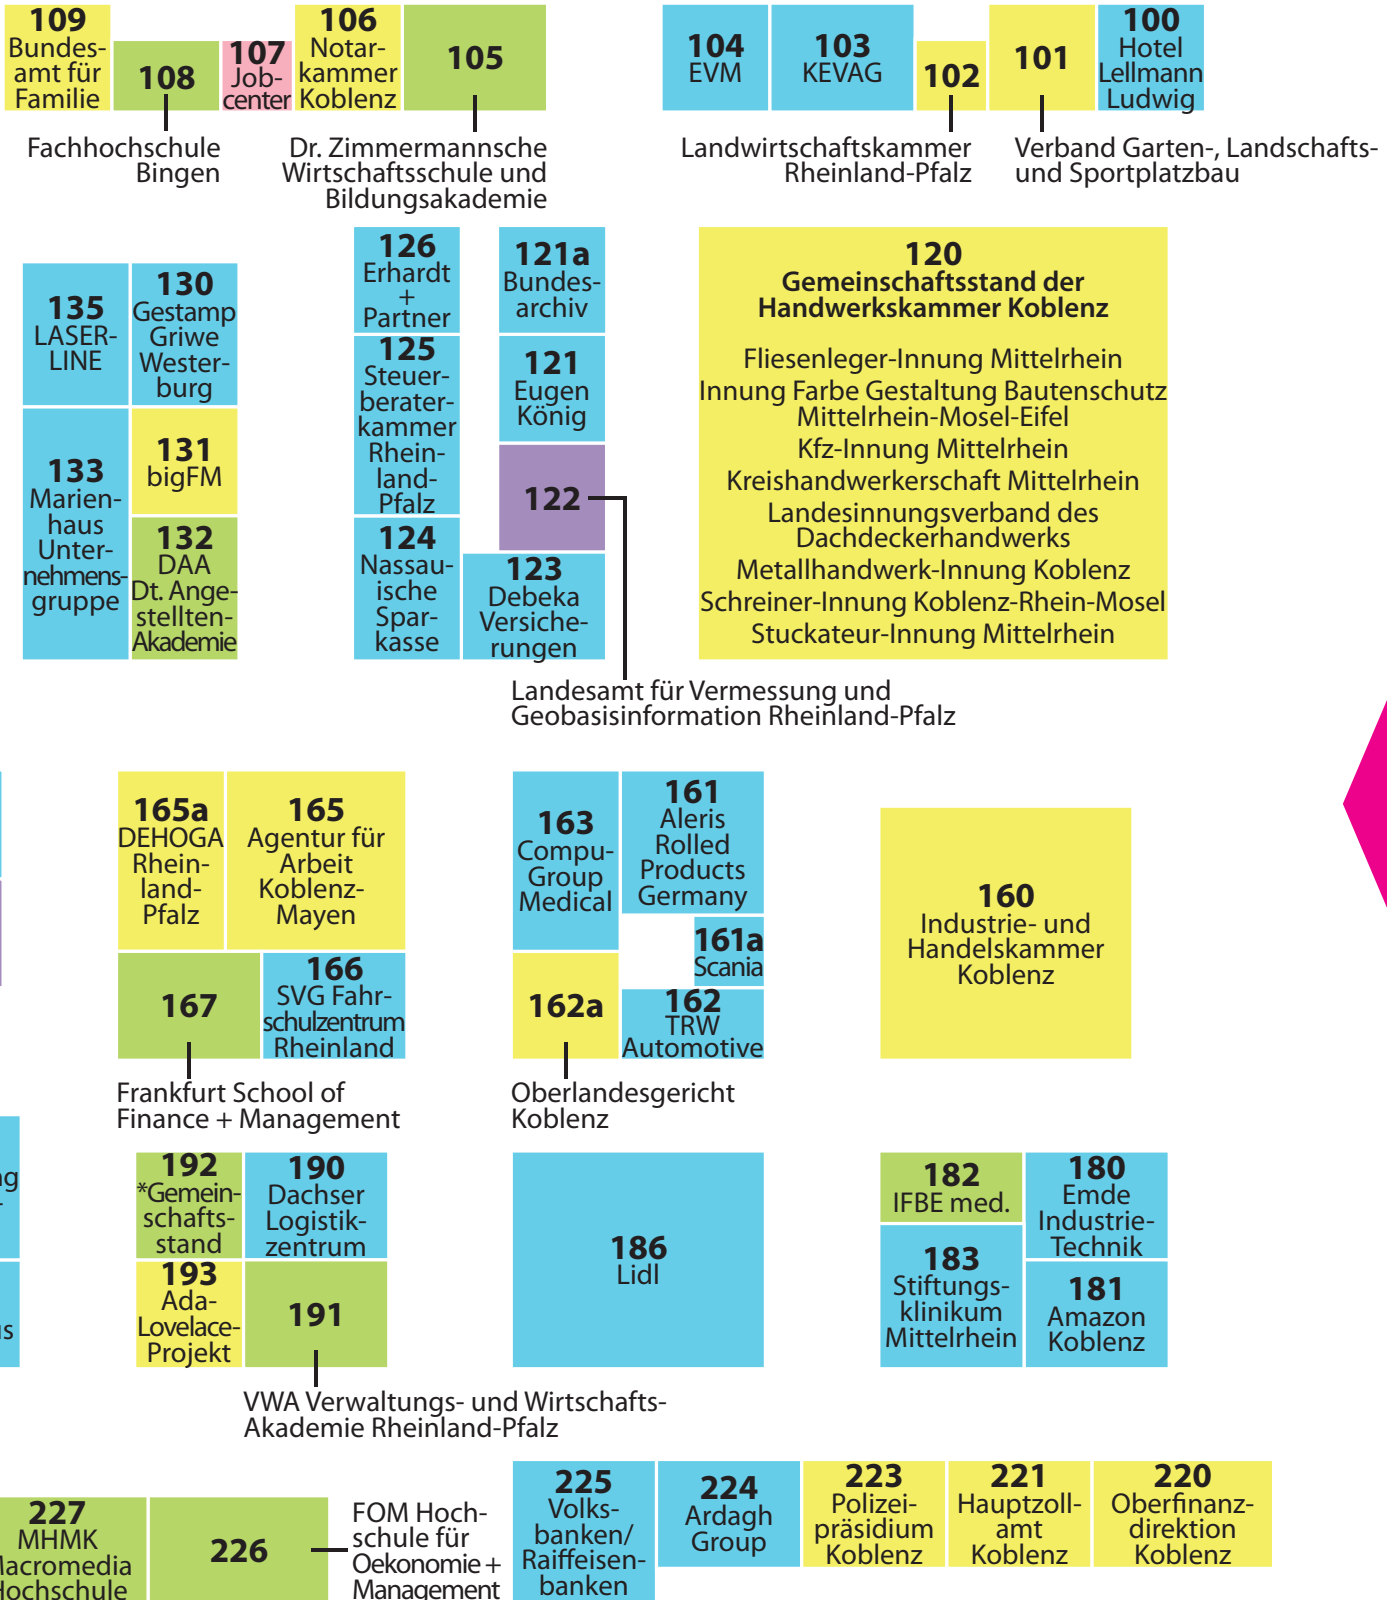 109
Bundes-
amt für
Familie
108
107
Job-
center
106
Notar-
kammer
Koblenz
105
104
EVM
103
KEVAG
102
101
100
Hotel
Lellmann
Ludwig
Fachhochschule
Bingen
Dr. Zimmermannsche
Wirtschaftsschule und
Bildungsakademie
Landwirtschaftskammer
Rheinland-Pfalz
Verband Garten-, Landschafts-
und Sportplatzbau
135
LASER-
LINE
130
Gestamp
Griwe
Wester-
burg
133
Marien-
haus
Unter-
nehmens-
gruppe
131
bigFM
132
DAA
Dt. Ange-
stellten-
Akademie
126
Erhardt
+
Partner
125
Steuer-
berater-
kammer
Rhein-
land-
Pfalz
124
Nassau-
ische
Spar-
kasse
121a
Bundes-
archiv
121
Eugen
König
122
123
Debeka
Versiche-
rungen
Landesamt für Vermessung und
Geobasisinformation Rheinland-Pfalz
120
Gemeinschaftsstand der
Handwerkskammer Koblenz
Fliesenleger-Innung Mittelrhein
Innung Farbe Gestaltung Bautenschutz
Mittelrhein-Mosel-Eifel
Kfz-Innung Mittelrhein
Kreishandwerkerschaft Mittelrhein
Landesinnungsverband des
Dachdeckerhandwerks
Metallhandwerk-Innung Koblenz
Schreiner-Innung Koblenz-Rhein-Mosel
Stuckateur-Innung Mittelrhein
165a
DEHOGA
Rhein-
land-
Pfalz
165
Agentur für
Arbeit
Koblenz-
Mayen
167
166
SVG Fahr-
schulzentrum
Rheinland
Frankfurt School of
Finance + Management
163
Compu-
Group
Medical
161
Aleris
Rolled
Products
Germany
161a
Scania
162a
162
TRW
Automotive
Oberlandesgericht
Koblenz
160
Industrie- und
Handelskammer
Koblenz
192
*Gemein-
schafts-
stand
190
Dachser
Logistik-
zentrum
193
Ada-
Lovelace-
Projekt
191
VWA Verwaltungs- und Wirtschafts-
Akademie Rheinland-Pfalz
186
Lidl
182
IFBE med.
180
Emde
Industrie-
Technik
183
Stiftungs-
klinikum
Mittelrhein
181
Amazon
Koblenz
227
MHMK
Macromedia
Hochschule
226
FOM Hoch-
schule für
Oekonomie +
Management
225
Volks-
banken/
Raiffeisen-
banken
224
Ardagh
Group
223
Polizei-
präsidium
Koblenz
221
Hauptzoll-
amt
Koblenz
220
Oberfinanz-
direktion
Koblenz